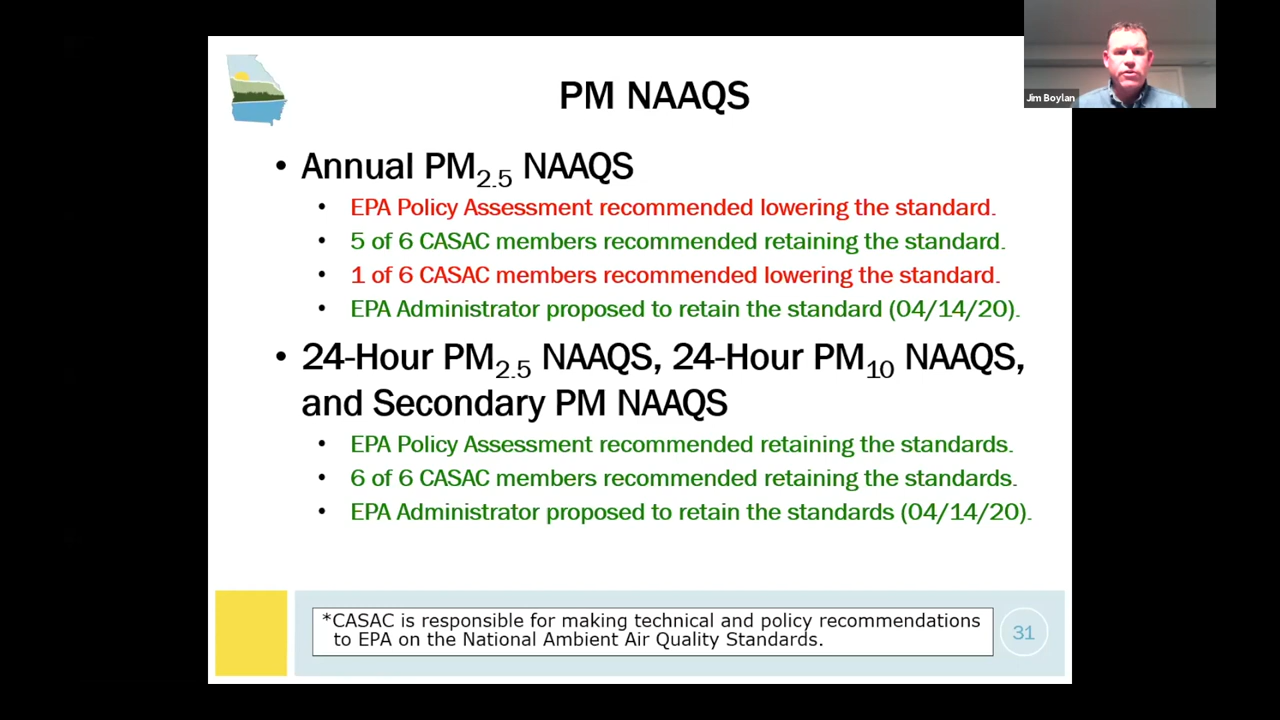 Jim Boylan
PM NAAQS
• Annual PM2.5 NAAQS
• EPA Policy Assessment recommended lowering the standard.
• 5 of 6 CASAC members recommended retaining the standard.
• 1 of 6 CASAC members recommended lowering the standard.
• EPA Administrator proposed to retain the standard (04/14/20).
• 24-Hour PM2.5 NAAQS, 24-Hour PM10 NAAQS,
and Secondary PM NAAQS
• EPA Policy Assessment recommended retaining the standards.
• 6 of 6 CASAC members recommended retaining the standards.
• EPA Administrator proposed to retain the standards (04/14/20).
*CASAC is responsible for making technical and policy recommendations
to EPA on the National Ambient Air Quality Standards.
31